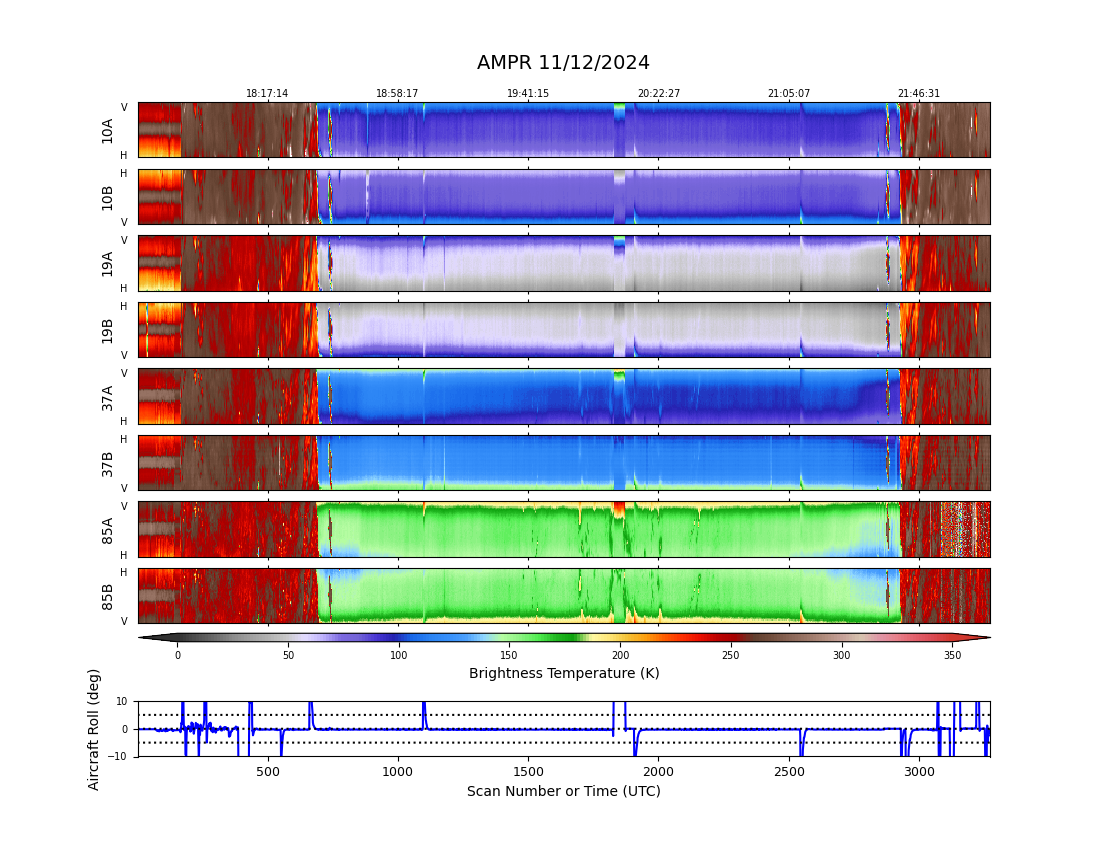 AMPR 11/12/2024
18:17:14 18:58:17 19:41:15 20:22:27 21:05:07 21:46:31
V
10A
H
H
10B
V
V
19A
H
H
19B
V
V
37A
H
H
37B
V
V
85A
H
H
85B
V
0 50 100 150 200 250 300 350
Brightness Temperature (K)
Aircraft Roll (deg)
10
0
−10
500 1000 1500 2000 2500 3000
Scan Number or Time (UTC)